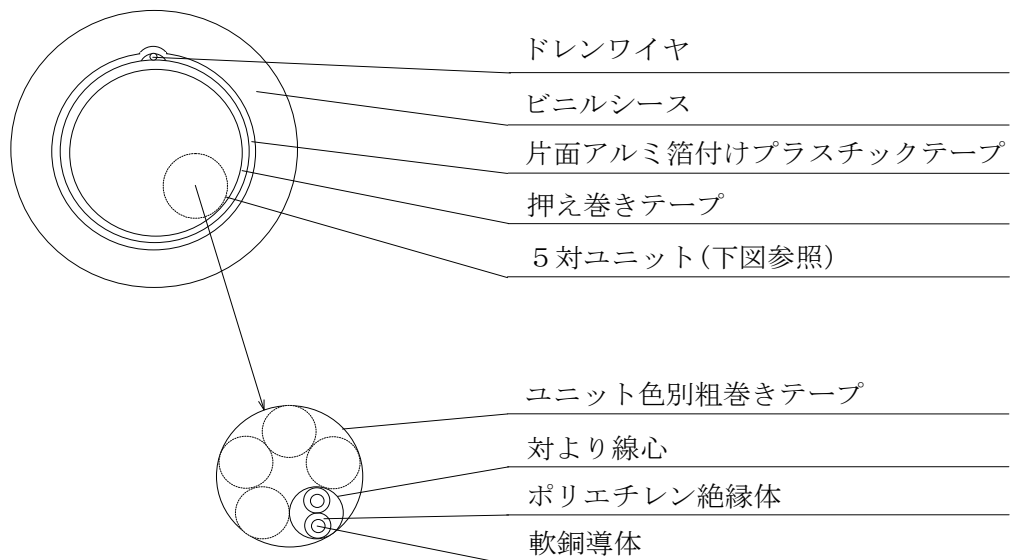 ドレンワイヤ
ビニルシース
片面アルミ箔付けプラスチックテープ
押え巻きテープ
５対ユニット(下図参照)
ユニット色別粗巻きテープ
対より線心
ポリエチレン絶縁体
軟銅導体